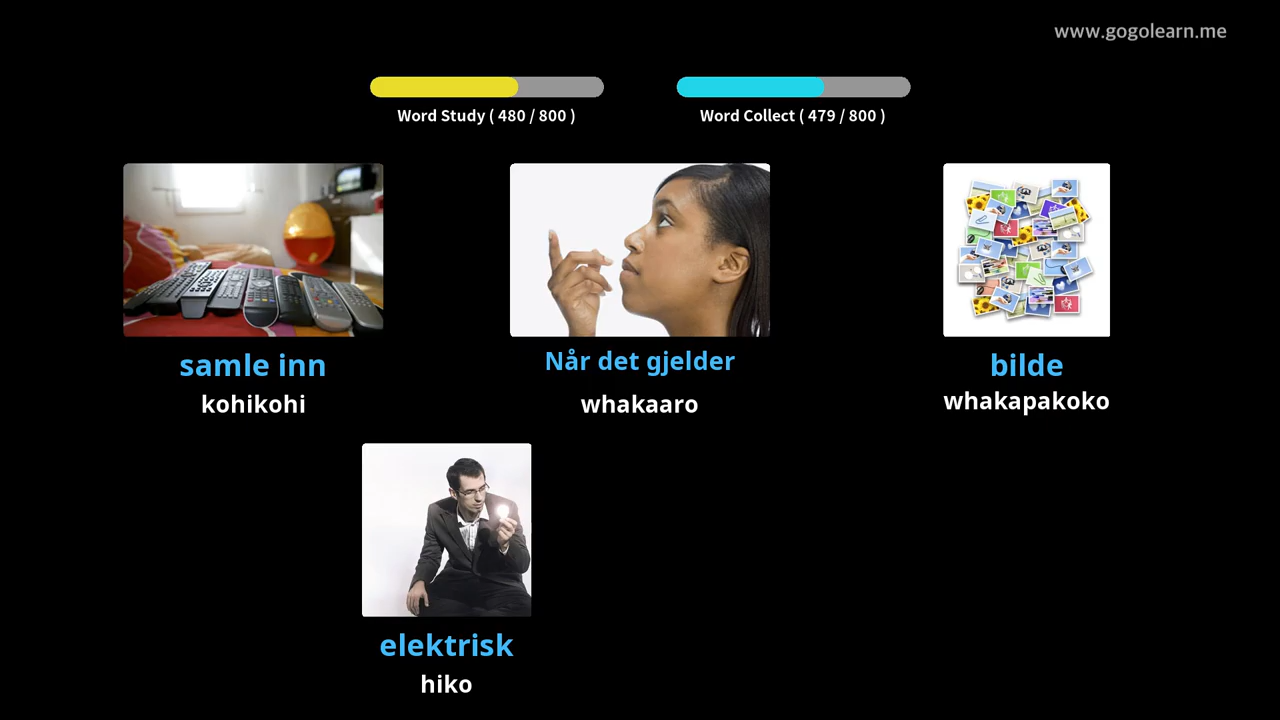 www.gogolearn.me
Word Study ( 480 / 800 )
Word Collect ( 479 / 800 )
samle inn
kohikohi
Når det gjelder
whakaaro
bilde
whakapakoko
elektrisk
hiko